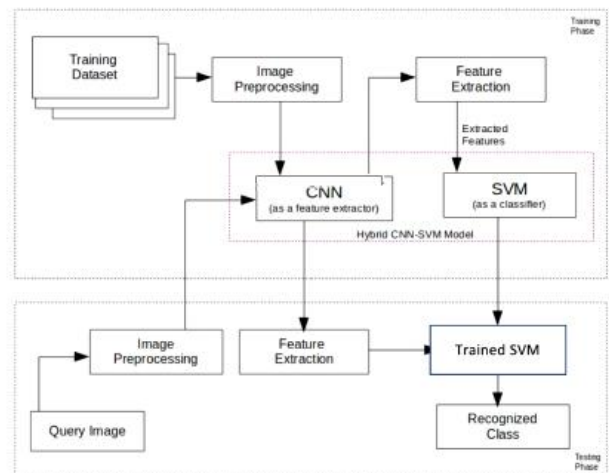 Training
Phase
Training
Dataset
Image
Preprocessing
Feature
Extraction
Extracted
Features
CNN
(as a feature extractor)
SVM
(as a classifier)
Hybrid CNN-SVM Model
Image
Preprocessing
Feature
Extraction
Trained SVM
Query Image
Recognized
Class
Testing
Phase